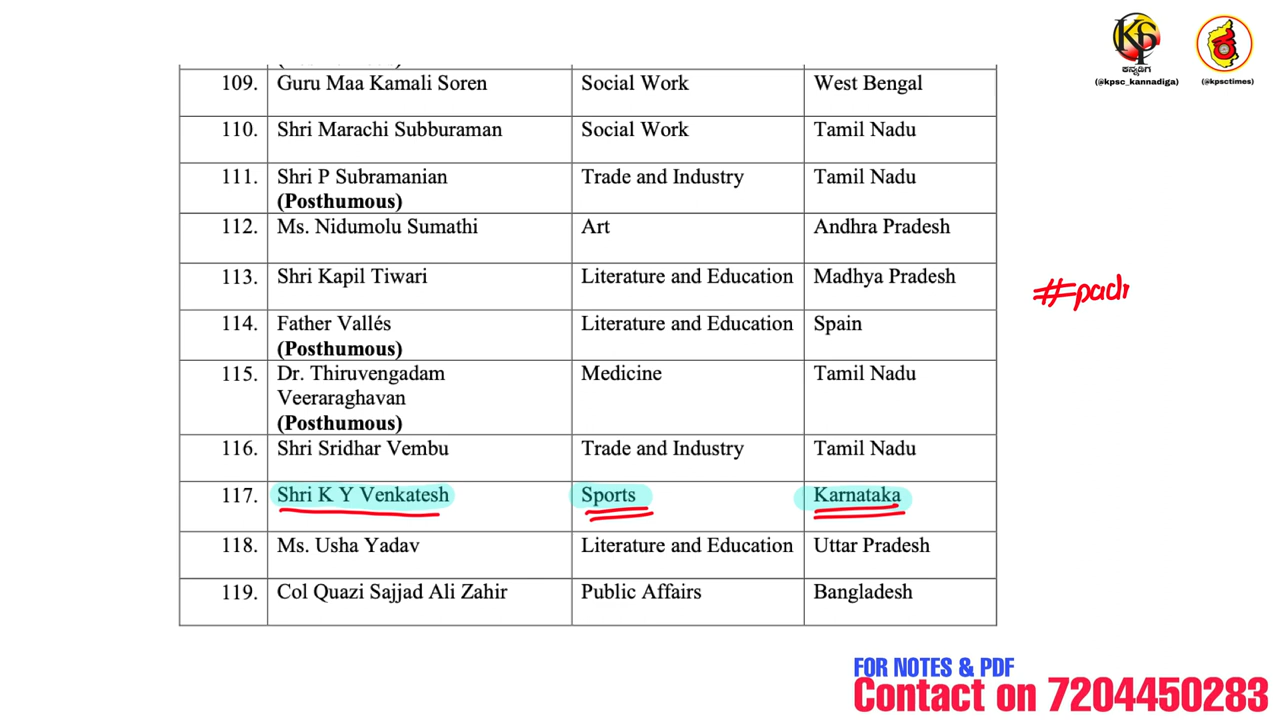 ಕನ್ನಡಿಗ
(@kpsc_kannadiga)
(@kpsctimes)
109. Guru Maa Kamali Soren Social Work West Bengal
110. Shri Marachi Subburaman Social Work Tamil Nadu
111. Shri P Subramanian Trade and Industry Tamil Nadu
(Posthumous)
112. Ms. Nidumolu Sumathi Art Andhra Pradesh
113. Shri Kapil Tiwari Literature and Education Madhya Pradesh
#padr
114. Father Vallés Literature and Education Spain
(Posthumous)
115. Dr. Thiruvengadam Medicine Tamil Nadu
Veeraraghavan
(Posthumous)
116. Shri Sridhar Vembu Trade and Industry Tamil Nadu
117. Shri K Y Venkatesh Sports Karnataka
118. Ms. Usha Yadav Literature and Education Uttar Pradesh
119. Col Quazi Sajjad Ali Zahir Public Affairs Bangladesh
FOR NOTES & PDF
Contact on 7204450283